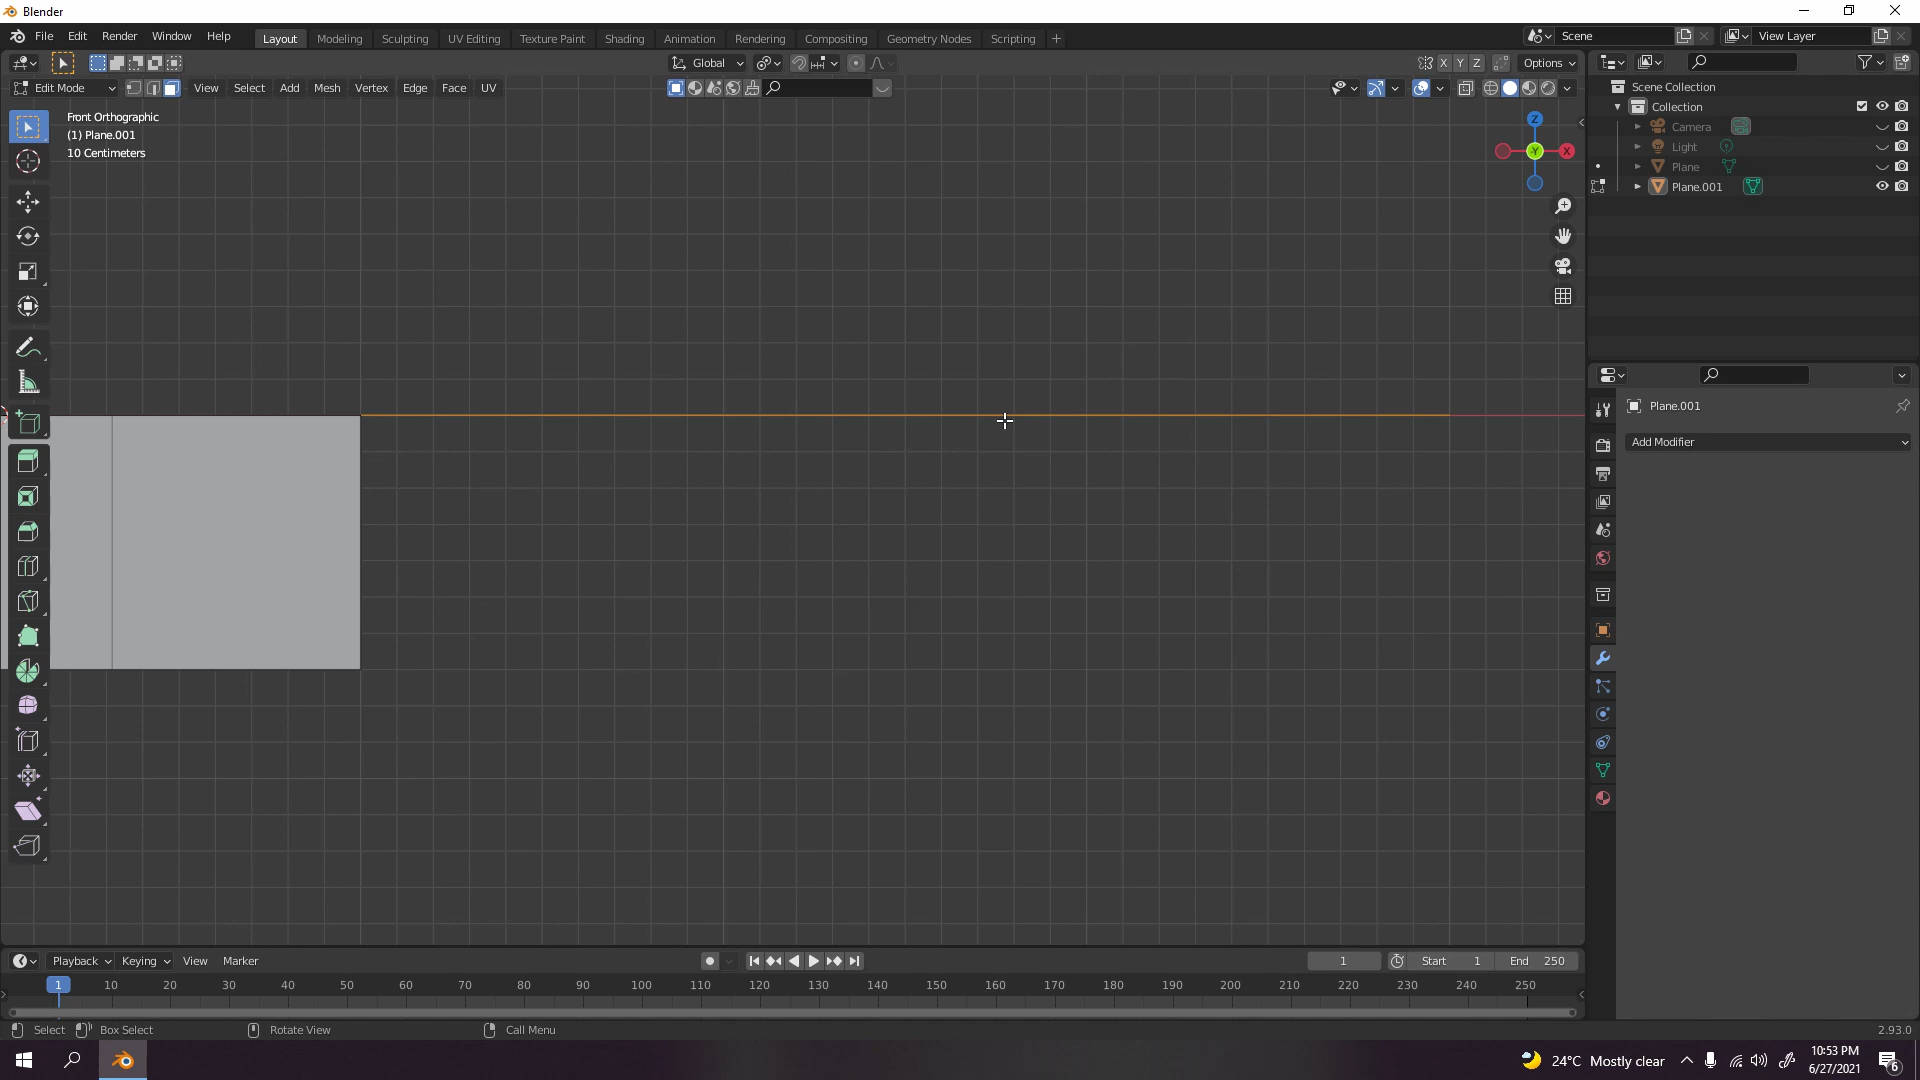 Blender
File Edit Render Window Help Layout Modeling Sculpting UV Editing Texture Paint Shading Animation Rendering Compositing Geometry Nodes Scripting + Scene View Layer
Global X Y Z Options
Edit Mode View Select Add Mesh Vertex Edge Face UV
Scene Collection
Collection
Camera
Light
Plane
Plane.001
Front Orthographic
(1) Plane.001
10 Centimeters
Z
Y
X
Plane.001
Add Modifier
Playback Keying View Marker 1 Start 1 End 250
1 10 20 30 40 50 60 70 80 90 100 110 120 130 140 150 160 170 180 190 200 210 220 230 240 250
Select Box Select Rotate View Call Menu 2.93.0
24°C Mostly clear
10:53 PM
6/27/2021
6